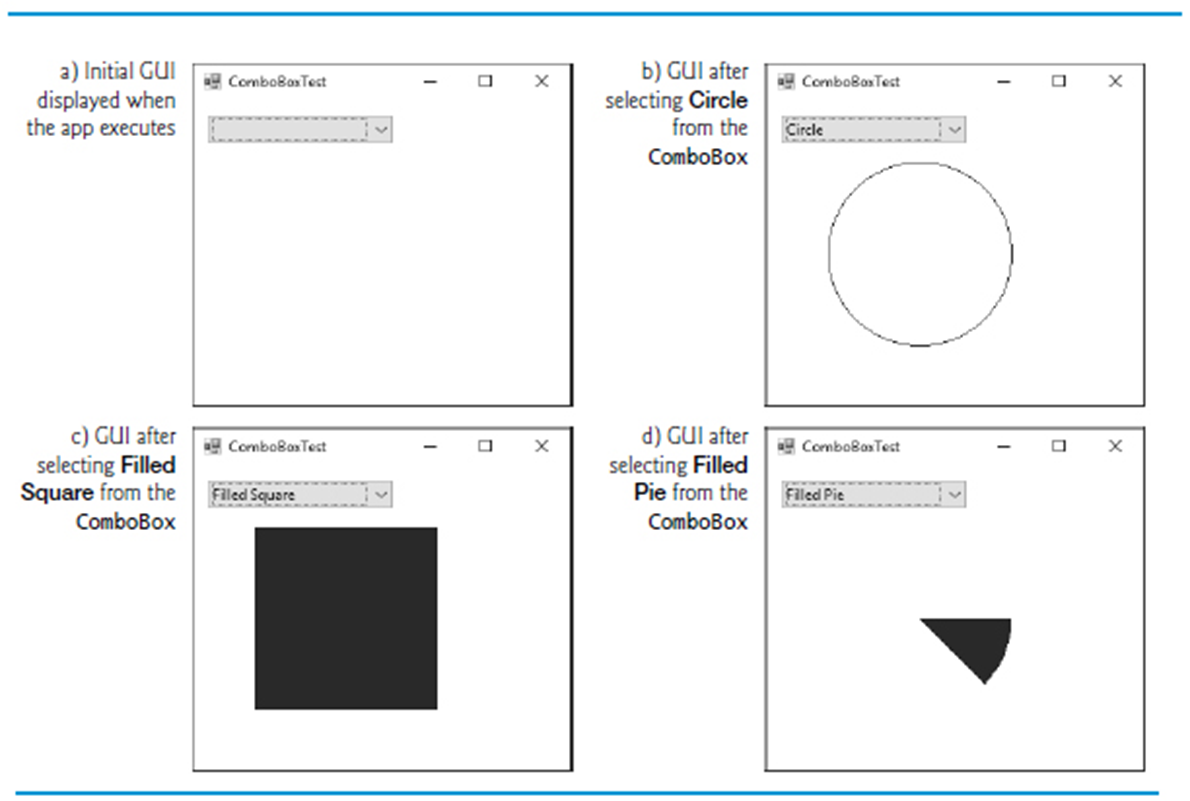 a) Initial GUI
displayed when
the app executes
ComboBoxTest
b) GUI after
selecting Circle
from the
ComboBox
ComboBoxTest
Circle
c) GUI after
selecting Filled
Square from the
ComboBox
ComboBoxTest
Filled Square
d) GUI after
selecting Filled
Pie from the
ComboBox
ComboBoxTest
Filled Pie